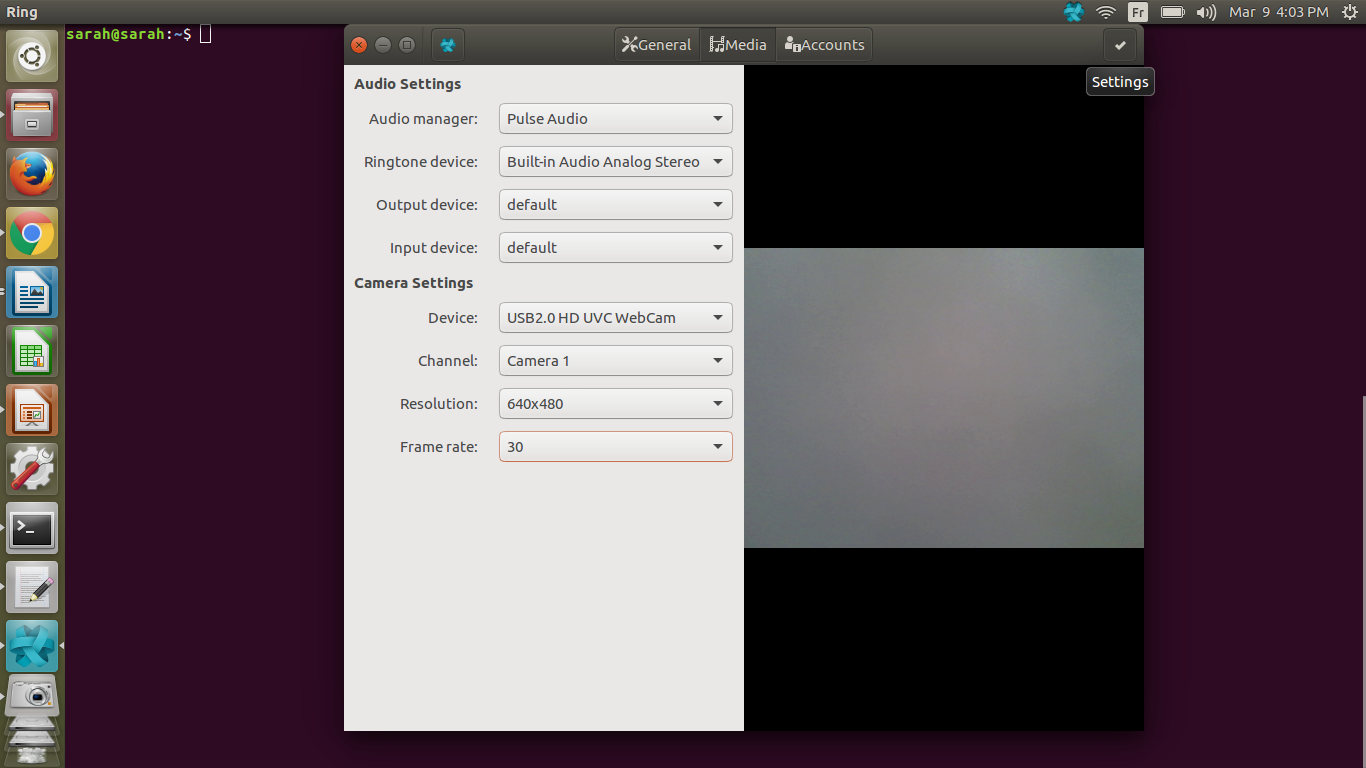 Ring
Fr
Mar 9 4:03 PM
sarah@sarah:~$
General
Media
Accounts
Settings
Audio Settings
Audio manager: Pulse Audio
Ringtone device: Built-in Audio Analog Stereo
Output device: default
Input device: default
Camera Settings
Device: USB2.0 HD UVC WebCam
Channel: Camera 1
Resolution: 640x480
Frame rate: 30
>_